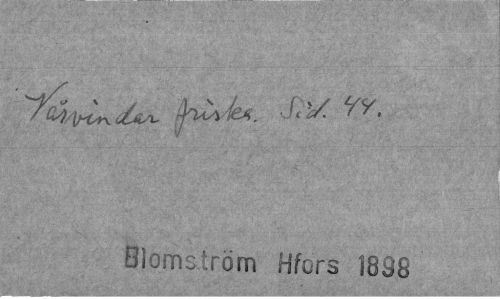 Vårvindar friska. Sid. 44.
Blomström Hfors 1898